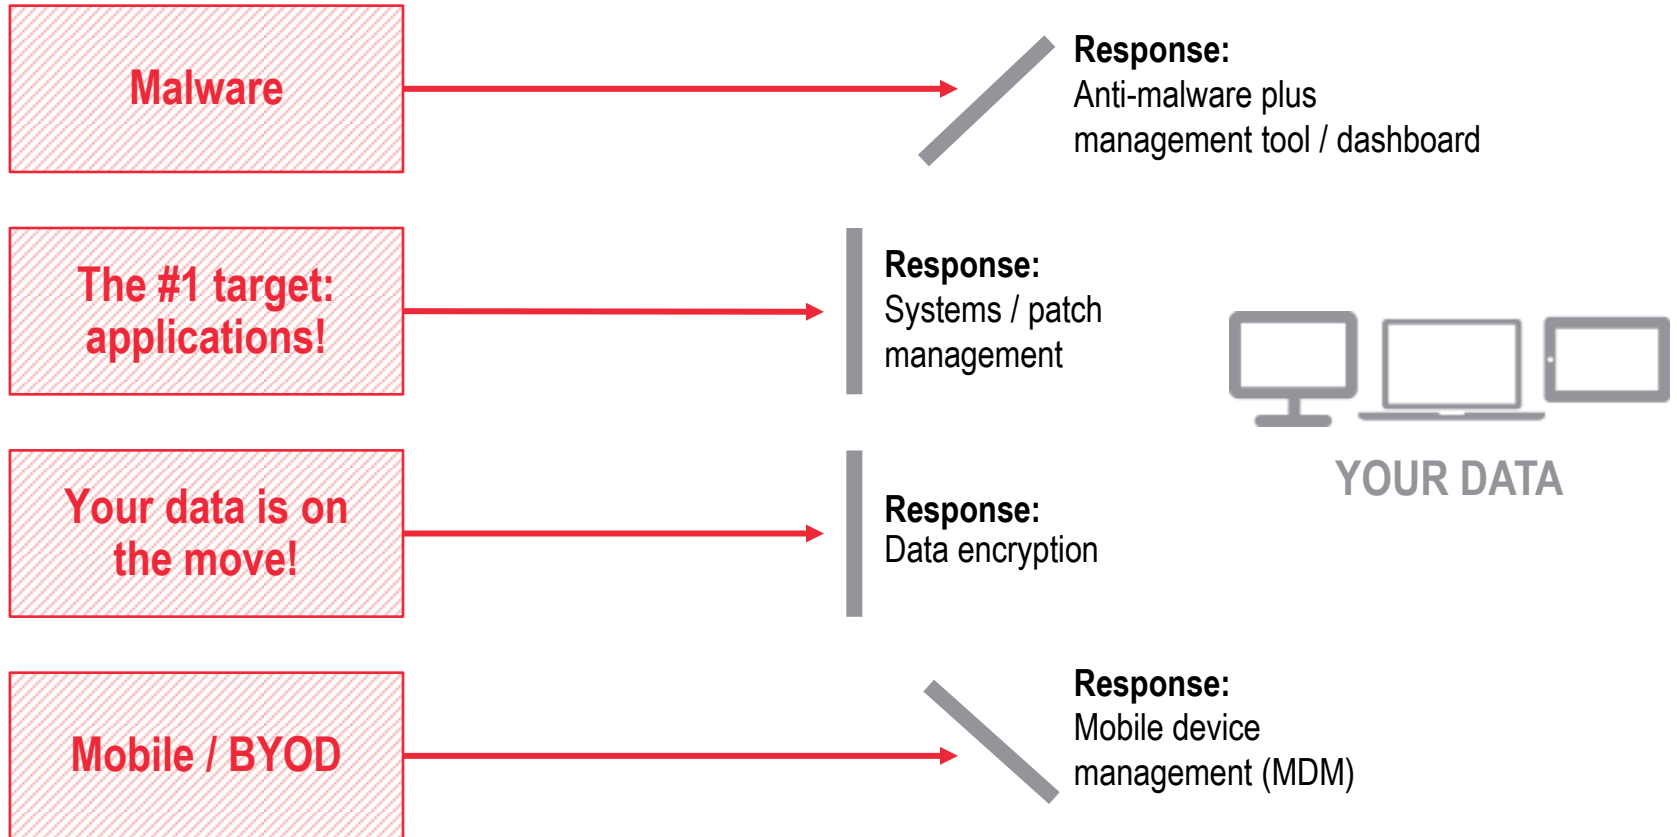 Malware
Response:
Anti-malware plus
management tool / dashboard
The #1 target:
applications!
Response:
Systems / patch
management
Your data is on
the move!
Response:
Data encryption
YOUR DATA
Mobile / BYOD
Response:
Mobile device
management (MDM)